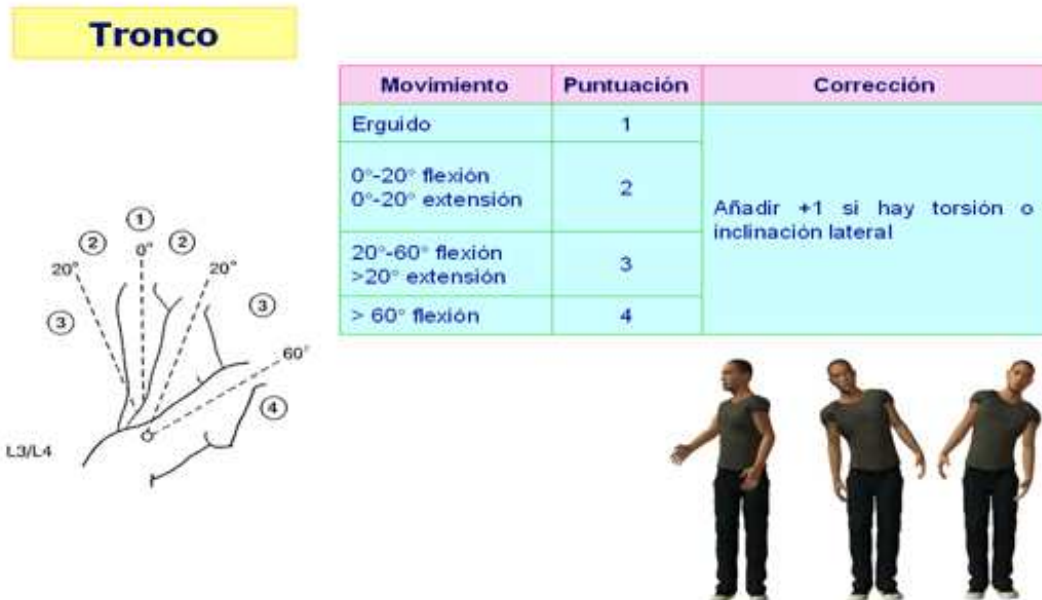 Tronco
Movimiento Puntuación Corrección
Erguido 1
0°-20° flexión
0°-20° extensión
2
Añadir +1 si hay torsión o
inclinación lateral
20°-60° flexión
>20° extensión
3
> 60° flexión 4
1
2 0° 2
20° 20°
3 3
60°
4
L3/L4